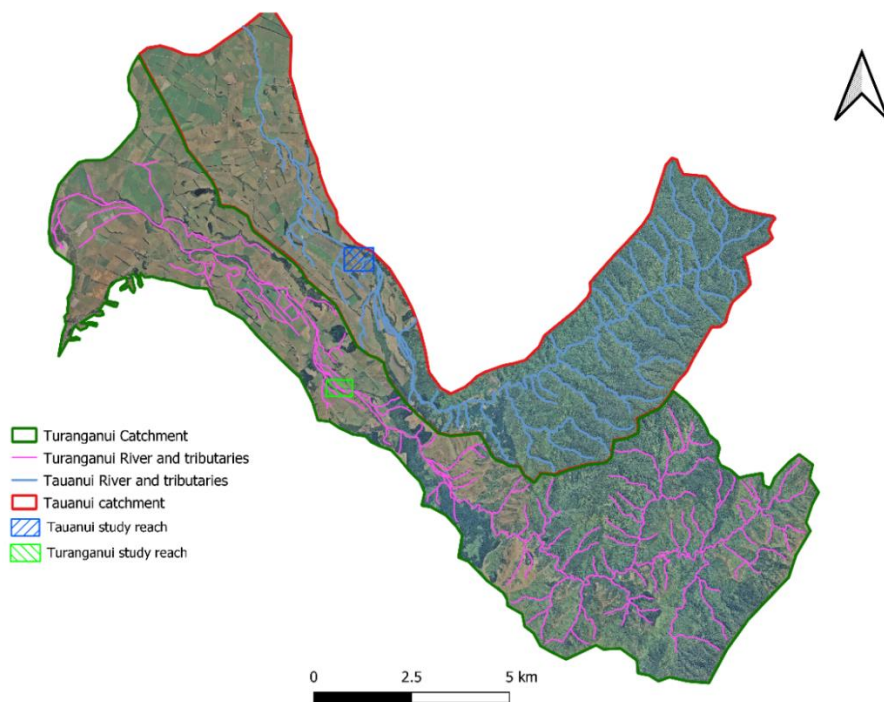 Turanganui Catchment
Turanganui River and tributaries
Tauanui River and tributaries
Tauanui catchment
Tauanui study reach
Turanganui study reach
0 2.5 5 km